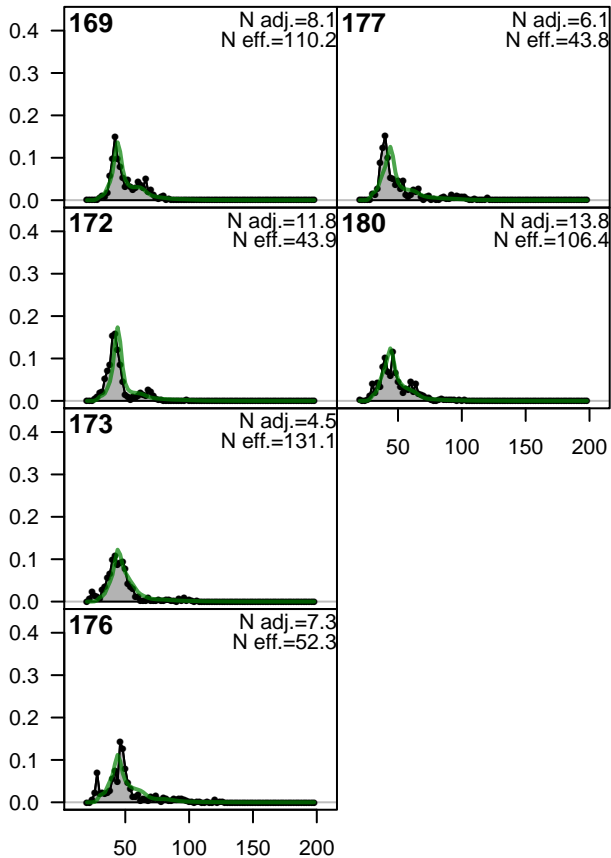 169
N adj.=8.1
N eff.=110.2
177
N adj.=6.1
N eff.=43.8
0.4
0.3
0.2
0.1
0.0
172
N adj.=11.8
N eff.=43.9
180
N adj.=13.8
N eff.=106.4
0.4
0.3
0.2
0.1
0.0
173
N adj.=4.5
N eff.=131.1
50 100 150 200
0.4
0.3
0.2
0.1
0.0
176
N adj.=7.3
N eff.=52.3
0.4
0.3
0.2
0.1
0.0
50 100 150 200